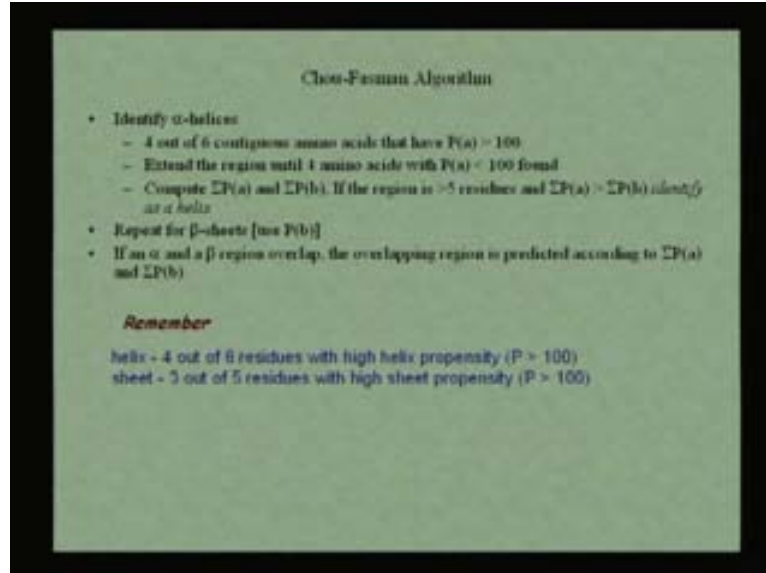 Chou-Fasman Algorithm
• Identify α-helices
– 4 out of 6 contiguous amino acids that have P(a) > 100
– Extend the region until 4 amino acids with P(a) < 100 found
– Compute ΣP(a) and ΣP(b). If the region is >5 residues and ΣP(a) > ΣP(b) identify
as a helix
• Repeat for β-sheets [use P(b)]
• If an α and a β region overlap, the overlapping region is predicted according to ΣP(a)
and ΣP(b)
Remember
helix - 4 out of 6 residues with high helix propensity (P > 100)
sheet - 3 out of 5 residues with high sheet propensity (P > 100)